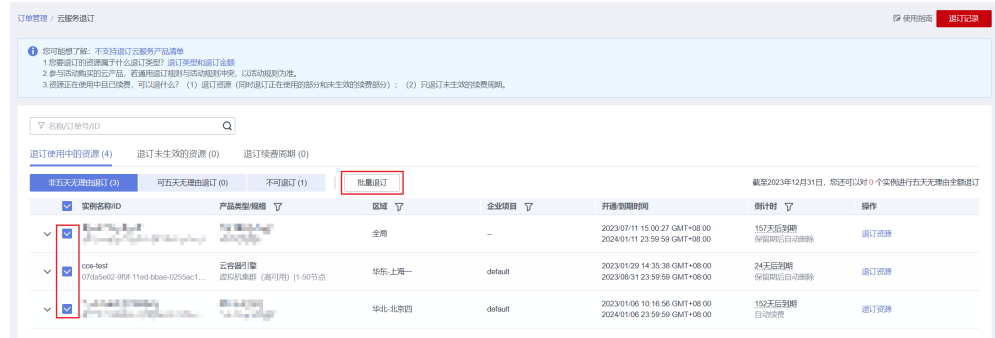 订单管理 / 云服务退订
使用指南
退订记录
您可能想了解：不支持退订云服务产品清单
1.您要退订的资源属于什么退订类型？退订类型和退订金额
2.参与活动购买的云产品，若通用退订规则与活动规则冲突，以活动规则为准。
3.资源正在使用中且已续费，可以退什么？（1）退订资源（同时退订正在使用的部分和未生效的续费部分）；（2）只退订未生效的续费周期。
名称/订单号/ID
退订使用中的资源 (4) 退订未生效的资源 (0) 退订续费周期 (0)
非五天无理由退订 (3) 可五天无理由退订 (0) 不可退订 (1) 批量退订 截至2023年12月31日，您还可以对 0 个实例进行五天无理由全额退订
实例名称/ID 产品类型/规格 区域 企业项目 开通/到期时间 倒计时 操作
全局 -- 2023/07/11 15:00:27 GMT+08:00 157天后到期 退订资源
2024/01/11 23:59:59 GMT+08:00 保留期后自动删除
cce-test 云容器引擎 华东-上海一 default 2023/01/29 14:35:38 GMT+08:00 24天后到期 退订资源
07da5e02-9f9f-11ed-bbae-0255ac1... 虚拟机集群（高可用）|1-50节点 2023/08/31 23:59:59 GMT+08:00 保留期后自动删除
华北-北京四 default 2023/01/06 10:16:56 GMT+08:00 152天后到期 退订资源
2024/01/06 23:59:59 GMT+08:00 自动续费